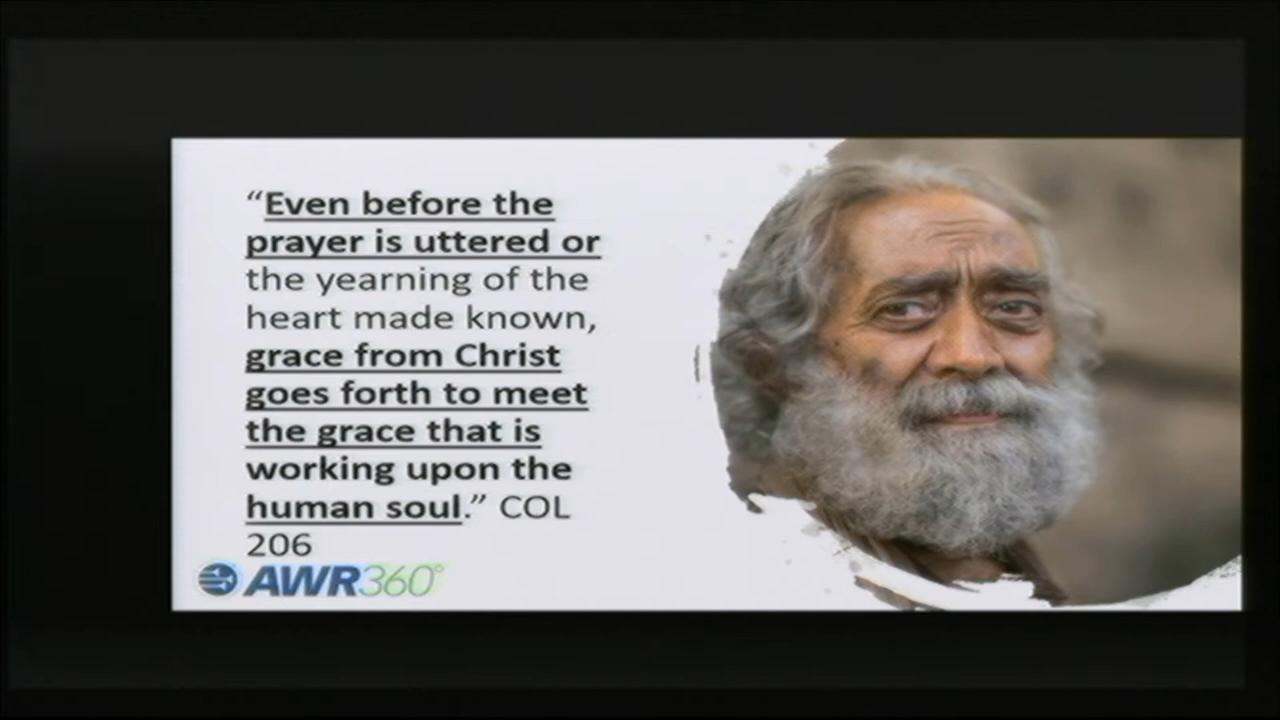 “Even before the
prayer is uttered or
the yearning of the
heart made known,
grace from Christ
goes forth to meet
the grace that is
working upon the
human soul.” COL
206
AWR360°